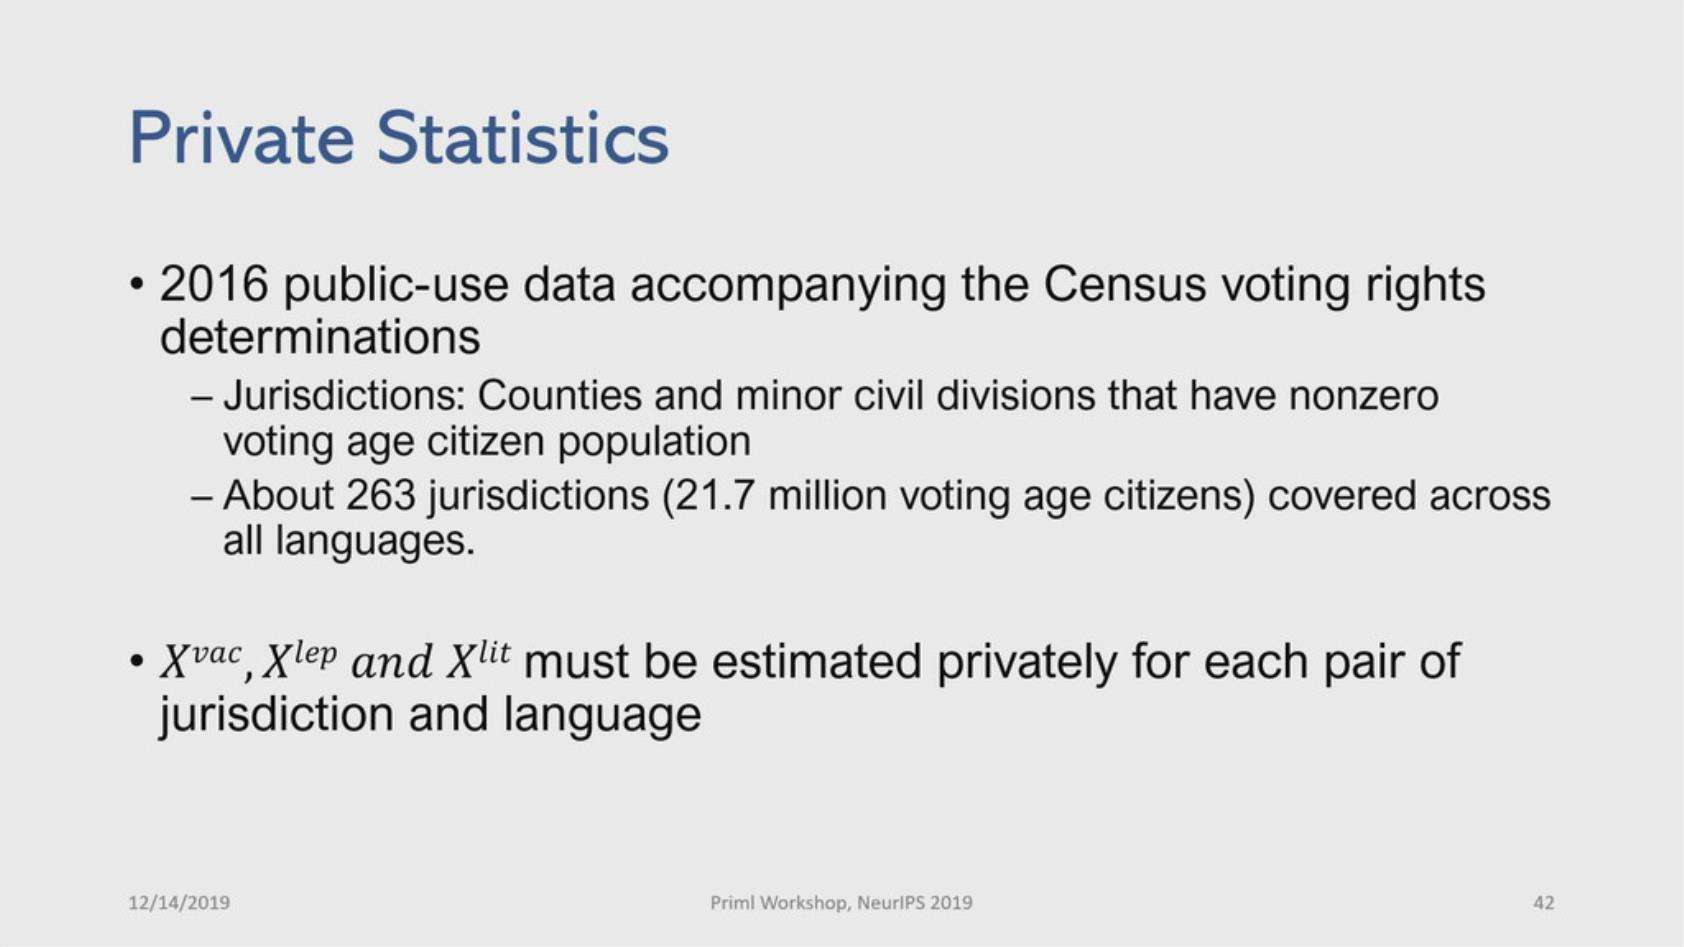 Private Statistics
• 2016 public-use data accompanying the Census voting rights
determinations
– Jurisdictions: Counties and minor civil divisions that have nonzero
voting age citizen population
– About 263 jurisdictions (21.7 million voting age citizens) covered across
all languages.
• X^vac, X^lep and X^lit must be estimated privately for each pair of
jurisdiction and language
12/14/2019
Priml Workshop, NeurIPS 2019
42